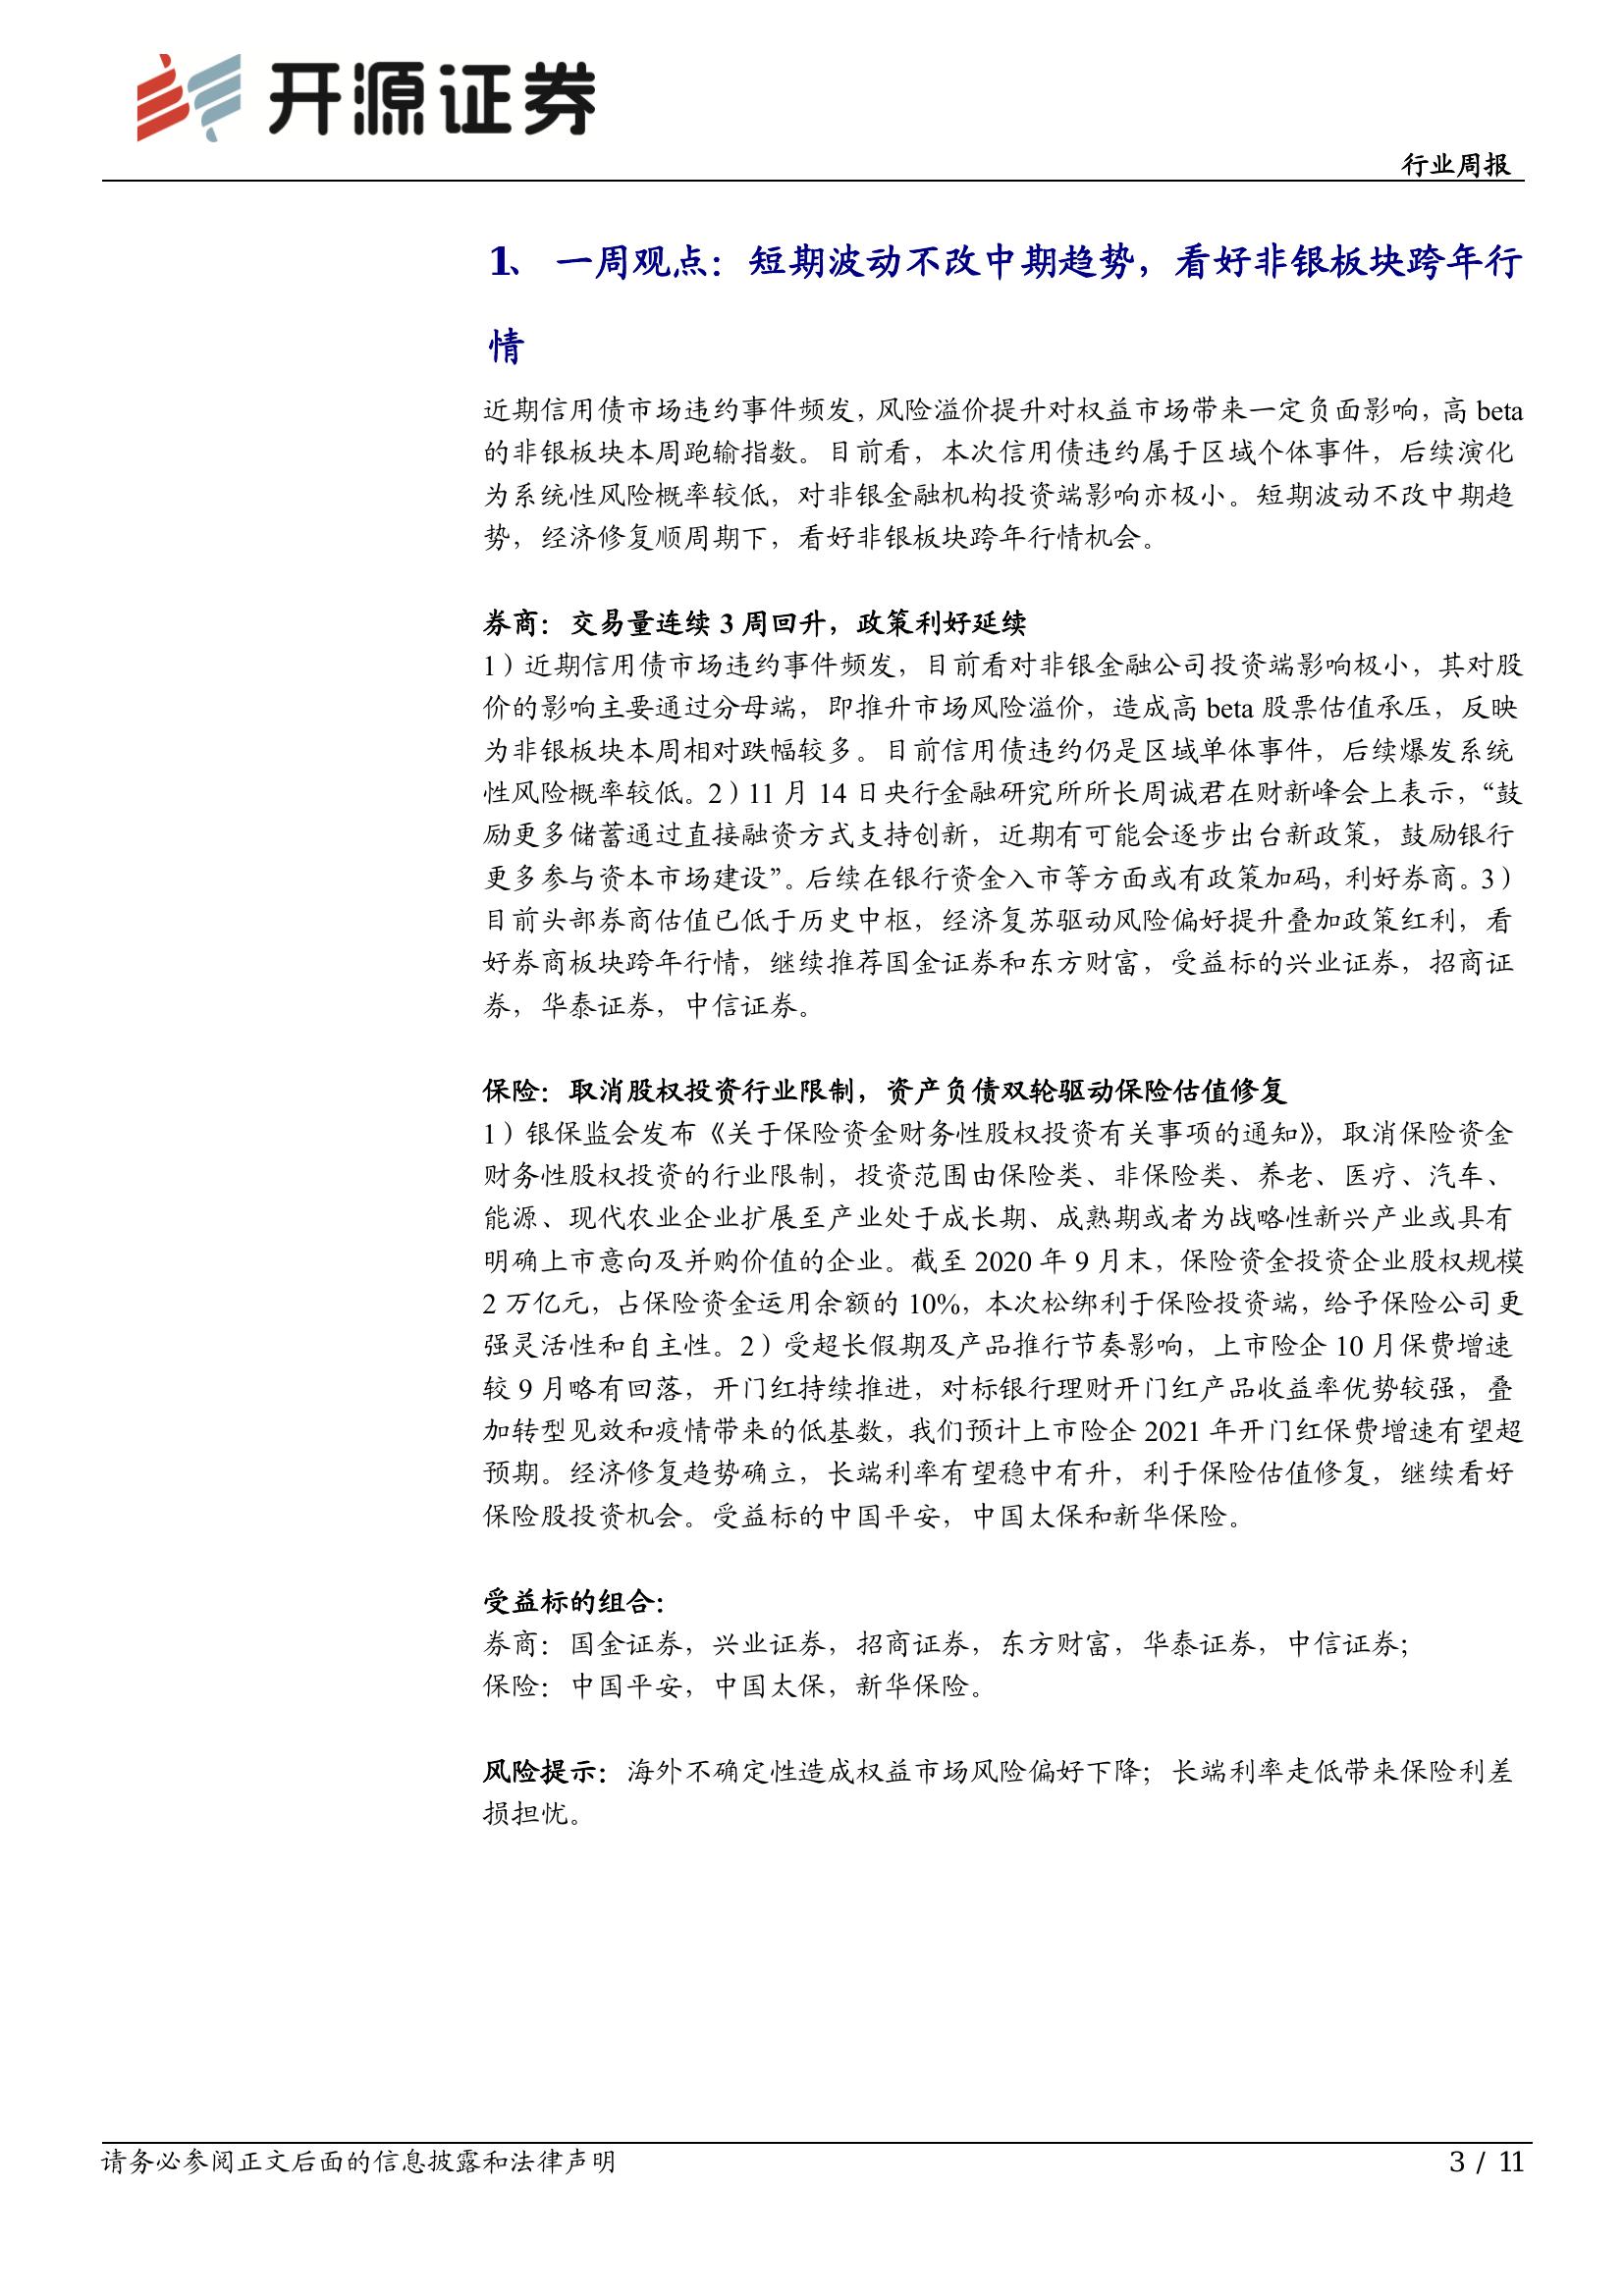 开源证券
行业周报
1、 一周观点：短期波动不改中期趋势，看好非银板块跨年行
情
近期信用债市场违约事件频发，风险溢价提升对权益市场带来一定负面影响，高 beta
的非银板块本周跑输指数。目前看，本次信用债违约属于区域个体事件，后续演化
为系统性风险概率较低，对非银金融机构投资端影响亦极小。短期波动不改中期趋
势，经济修复顺周期下，看好非银板块跨年行情机会。
券商：交易量连续 3 周回升，政策利好延续
1）近期信用债市场违约事件频发，目前看对非银金融公司投资端影响极小，其对股
价的影响主要通过分母端，即推升市场风险溢价，造成高 beta 股票估值承压，反映
为非银板块本周相对跌幅较多。目前信用债违约仍是区域单体事件，后续爆发系统
性风险概率较低。2）11 月 14 日央行金融研究所所长周诚君在财新峰会上表示，“鼓
励更多储蓄通过直接融资方式支持创新，近期有可能会逐步出台新政策，鼓励银行
更多参与资本市场建设”。后续在银行资金入市等方面或有政策加码，利好券商。3）
目前头部券商估值已低于历史中枢，经济复苏驱动风险偏好提升叠加政策红利，看
好券商板块跨年行情，继续推荐国金证券和东方财富，受益标的兴业证券，招商证
券，华泰证券，中信证券。
保险：取消股权投资行业限制，资产负债双轮驱动保险估值修复
1）银保监会发布《关于保险资金财务性股权投资有关事项的通知》，取消保险资金
财务性股权投资的行业限制，投资范围由保险类、非保险类、养老、医疗、汽车、
能源、现代农业企业扩展至产业处于成长期、成熟期或者为战略性新兴产业或具有
明确上市意向及并购价值的企业。截至 2020 年 9 月末，保险资金投资企业股权规模
2 万亿元，占保险资金运用余额的 10%，本次松绑利于保险投资端，给予保险公司更
强灵活性和自主性。2）受超长假期及产品推行节奏影响，上市险企 10 月保费增速
较 9 月略有回落，开门红持续推进，对标银行理财开门红产品收益率优势较强，叠
加转型见效和疫情带来的低基数，我们预计上市险企 2021 年开门红保费增速有望超
预期。经济修复趋势确立，长端利率有望稳中有升，利于保险估值修复，继续看好
保险股投资机会。受益标的中国平安，中国太保和新华保险。
受益标的组合：
券商：国金证券，兴业证券，招商证券，东方财富，华泰证券，中信证券；
保险：中国平安，中国太保，新华保险。
风险提示：海外不确定性造成权益市场风险偏好下降；长端利率走低带来保险利差
损担忧。
请务必参阅正文后面的信息披露和法律声明
3 / 11